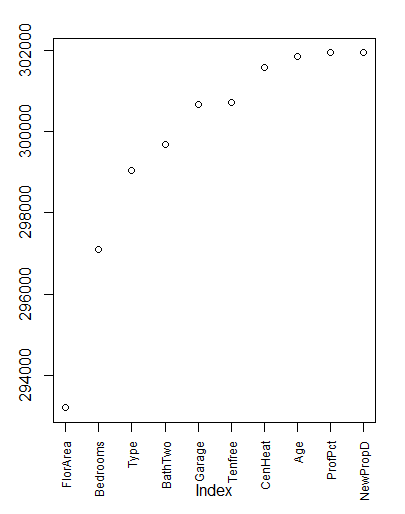 302000
300000
298000
296000
294000
FlorArea
Bedrooms
Type
BathTwo
Garage
Tenfree
CenHeat
Age
ProfPct
NewPropD
Index